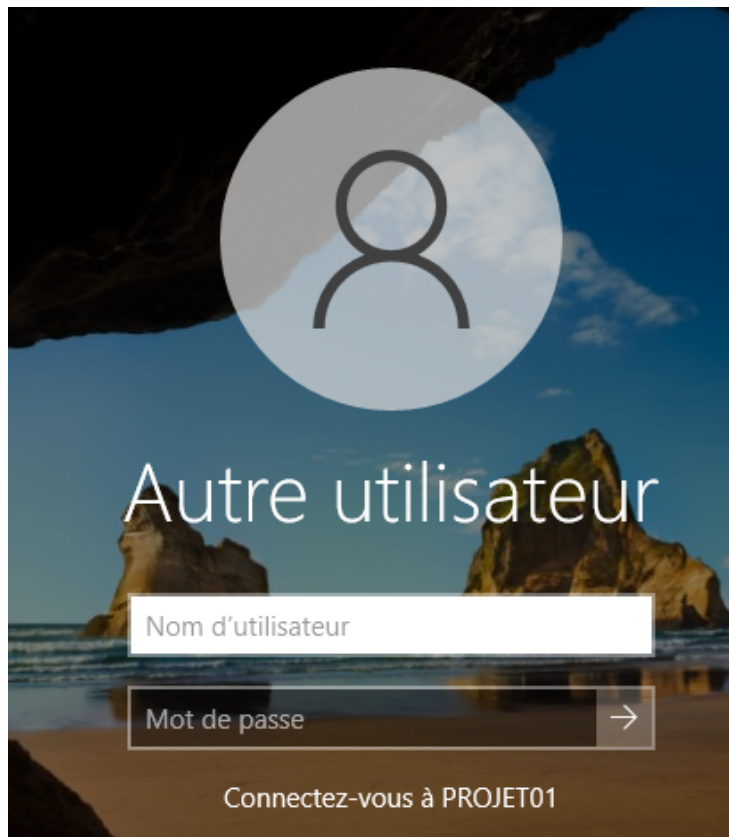 Autre utilisateur
Nom d’utilisateur
Mot de passe
Connectez-vous à PROJET01